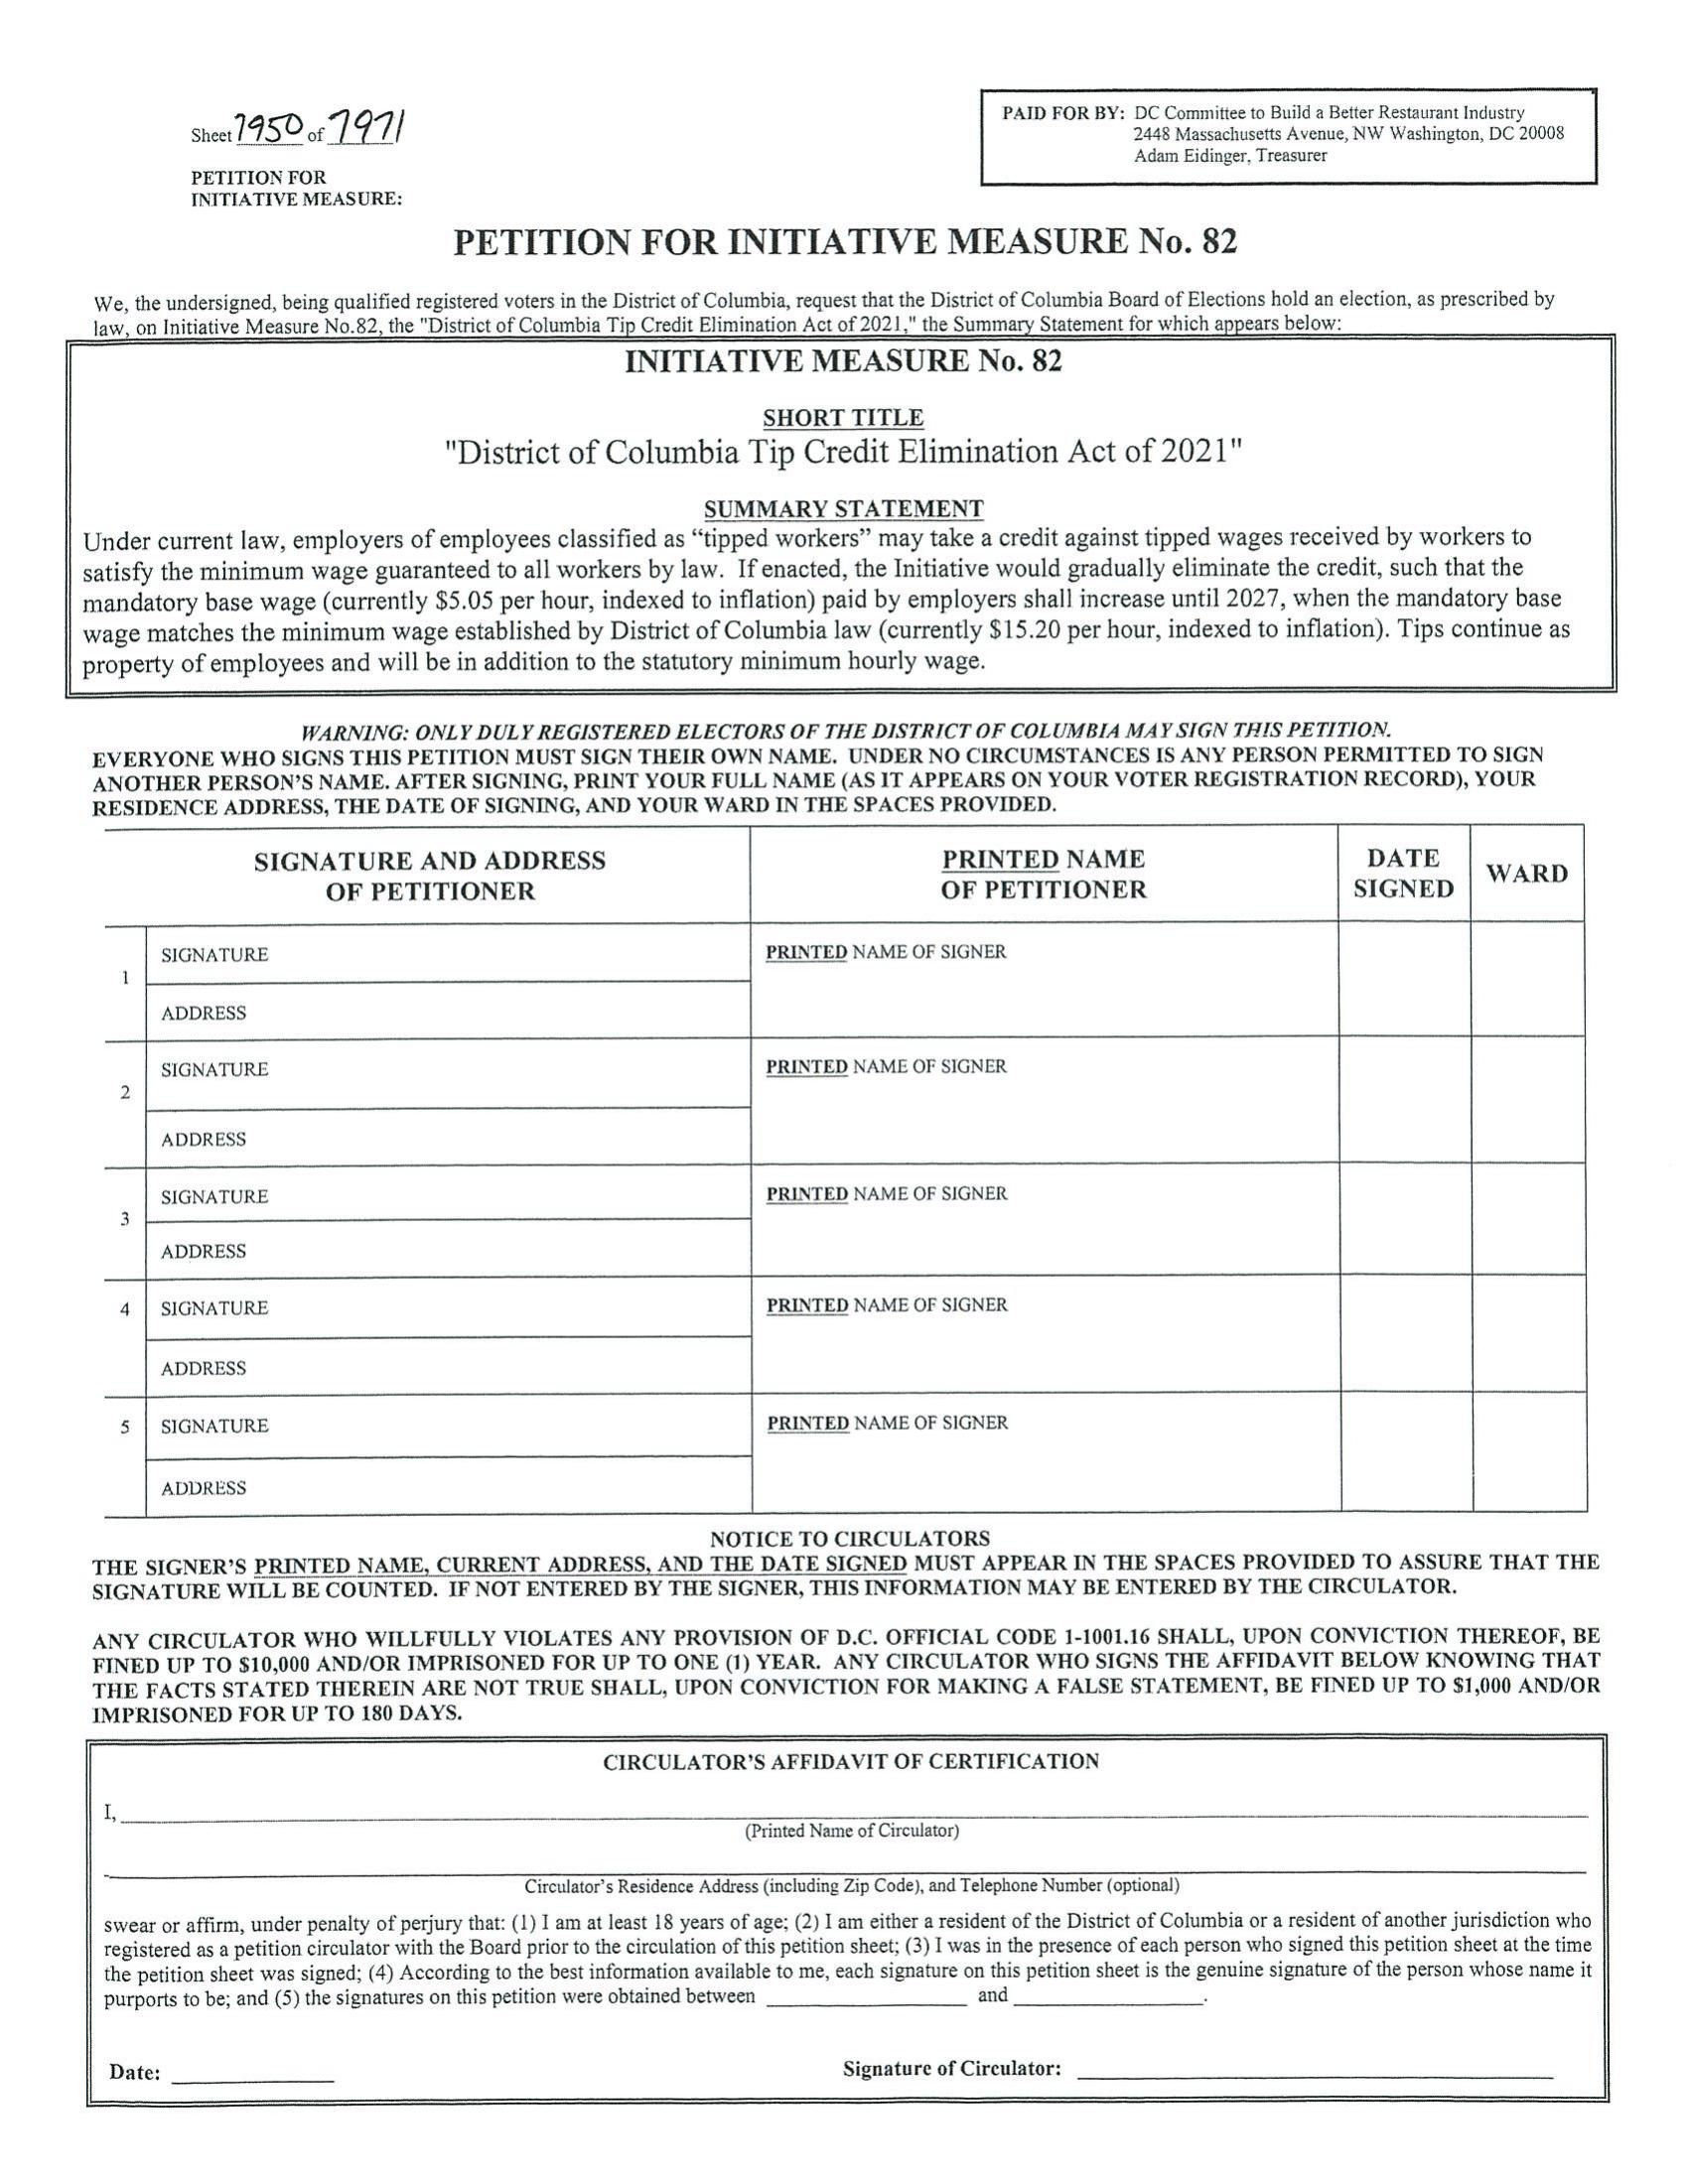 Sheet 7950 of 7971
PETITION FOR
INITIATIVE MEASURE:
PAID FOR BY: DC Committee to Build a Better Restaurant Industry
2448 Massachusetts Avenue, NW Washington, DC 20008
Adam Eidinger, Treasurer
PETITION FOR INITIATIVE MEASURE No. 82
We, the undersigned, being qualified registered voters in the District of Columbia, request that the District of Columbia Board of Elections hold an election, as prescribed by
law, on Initiative Measure No.82, the "District of Columbia Tip Credit Elimination Act of 2021," the Summary Statement for which appears below:
INITIATIVE MEASURE No. 82
SHORT TITLE
"District of Columbia Tip Credit Elimination Act of 2021"
SUMMARY STATEMENT
Under current law, employers of employees classified as “tipped workers” may take a credit against tipped wages received by workers to
satisfy the minimum wage guaranteed to all workers by law. If enacted, the Initiative would gradually eliminate the credit, such that the
mandatory base wage (currently $5.05 per hour, indexed to inflation) paid by employers shall increase until 2027, when the mandatory base
wage matches the minimum wage established by District of Columbia law (currently $15.20 per hour, indexed to inflation). Tips continue as
property of employees and will be in addition to the statutory minimum hourly wage.
WARNING: ONLY DULY REGISTERED ELECTORS OF THE DISTRICT OF COLUMBIA MAY SIGN THIS PETITION.
EVERYONE WHO SIGNS THIS PETITION MUST SIGN THEIR OWN NAME. UNDER NO CIRCUMSTANCES IS ANY PERSON PERMITTED TO SIGN
ANOTHER PERSON'S NAME. AFTER SIGNING, PRINT YOUR FULL NAME (AS IT APPEARS ON YOUR VOTER REGISTRATION RECORD), YOUR
RESIDENCE ADDRESS, THE DATE OF SIGNING, AND YOUR WARD IN THE SPACES PROVIDED.
SIGNATURE AND ADDRESS
OF PETITIONER
PRINTED NAME
OF PETITIONER
DATE
SIGNED
WARD
1
SIGNATURE
PRINTED NAME OF SIGNER
ADDRESS
2
SIGNATURE
PRINTED NAME OF SIGNER
ADDRESS
3
SIGNATURE
PRINTED NAME OF SIGNER
ADDRESS
4
SIGNATURE
PRINTED NAME OF SIGNER
ADDRESS
5
SIGNATURE
PRINTED NAME OF SIGNER
ADDRESS
NOTICE TO CIRCULATORS
THE SIGNER'S PRINTED NAME, CURRENT ADDRESS, AND THE DATE SIGNED MUST APPEAR IN THE SPACES PROVIDED TO ASSURE THAT THE
SIGNATURE WILL BE COUNTED. IF NOT ENTERED BY THE SIGNER, THIS INFORMATION MAY BE ENTERED BY THE CIRCULATOR.
ANY CIRCULATOR WHO WILLFULLY VIOLATES ANY PROVISION OF D.C. OFFICIAL CODE 1-1001.16 SHALL, UPON CONVICTION THEREOF, BE
FINED UP TO $10,000 AND/OR IMPRISONED FOR UP TO ONE (1) YEAR. ANY CIRCULATOR WHO SIGNS THE AFFIDAVIT BELOW KNOWING THAT
THE FACTS STATED THEREIN ARE NOT TRUE SHALL, UPON CONVICTION FOR MAKING A FALSE STATEMENT, BE FINED UP TO $1,000 AND/OR
IMPRISONED FOR UP TO 180 DAYS.
CIRCULATOR'S AFFIDAVIT OF CERTIFICATION
I,
(Printed Name of Circulator)
Circulator's Residence Address (including Zip Code), and Telephone Number (optional)
swear or affirm, under penalty of perjury that: (1) I am at least 18 years of age; (2) I am either a resident of the District of Columbia or a resident of another jurisdiction who
registered as a petition circulator with the Board prior to the circulation of this petition sheet; (3) I was in the presence of each person who signed this petition sheet at the time
the petition sheet was signed; (4) According to the best information available to me, each signature on this petition sheet is the genuine signature of the person whose name it
purports to be; and (5) the signatures on this petition were obtained between ____ and ____.
Date: ____ Signature of Circulator: ____